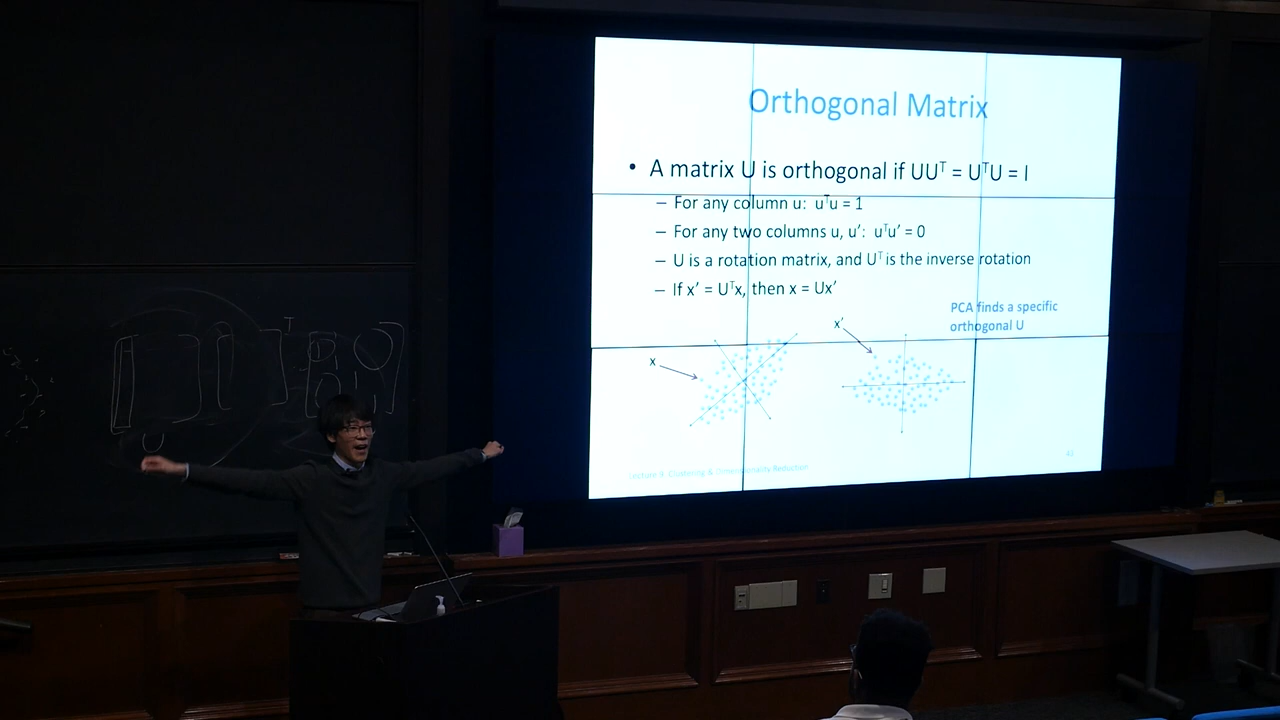 Orthogonal Matrix
• A matrix U is orthogonal if UUᵀ = UᵀU = I
– For any column u: uᵀu = 1
– For any two columns u, u′: uᵀu′ = 0
– U is a rotation matrix, and Uᵀ is the inverse rotation
– If x′ = Uᵀx, then x = Ux′
PCA finds a specific
orthogonal U
x′
x
T
Lecture 9: Clustering & Dimensionality Reduction
42